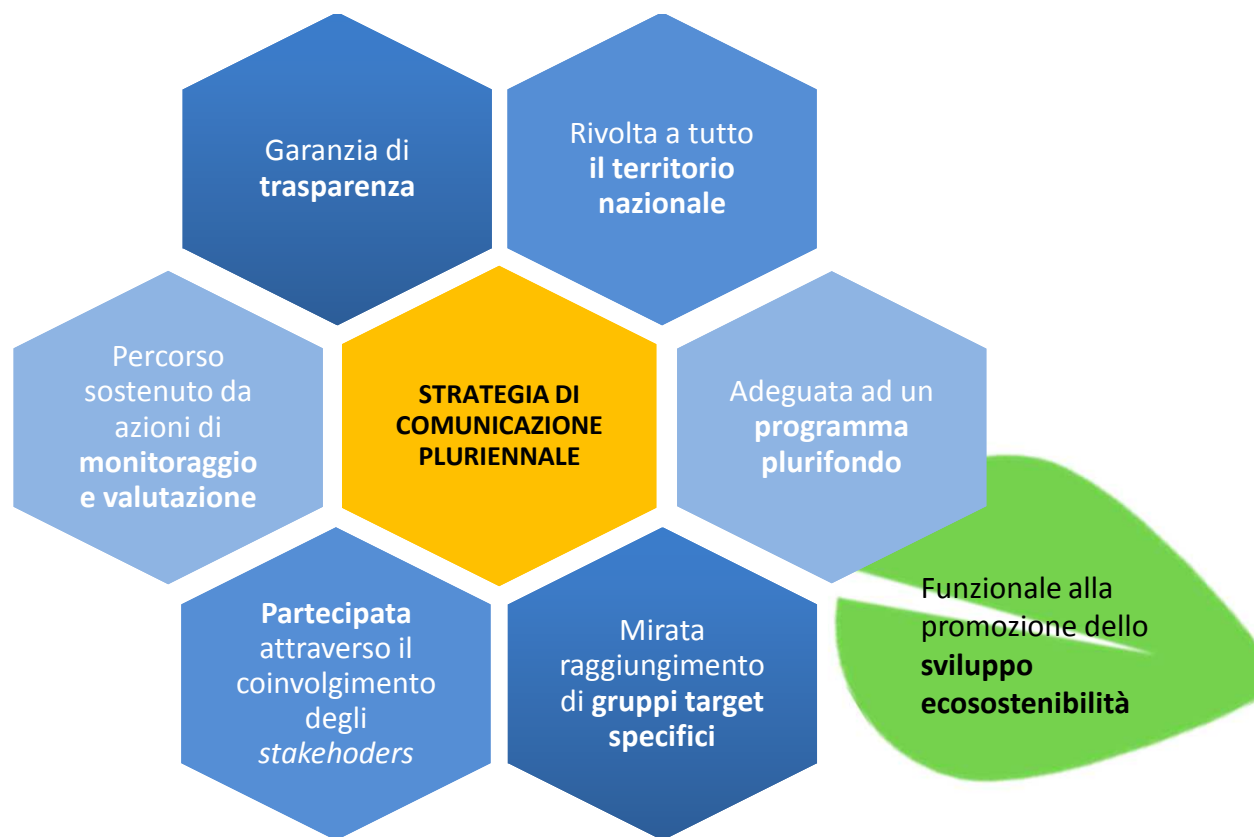 Garanzia di
trasparenza
Rivolta a tutto
il territorio
nazionale
Percorso
sostenuto da
azioni di
monitoraggio
e valutazione
STRATEGIA DI
COMUNICAZIONE
PLURIENNALE
Adeguata ad un
programma
plurifondo
Partecipata
attraverso il
coinvolgimento
degli
stakehoders
Mirata
raggiungimento
di gruppi target
specifici
Funzionale alla
promozione dello
sviluppo
ecosostenibilità